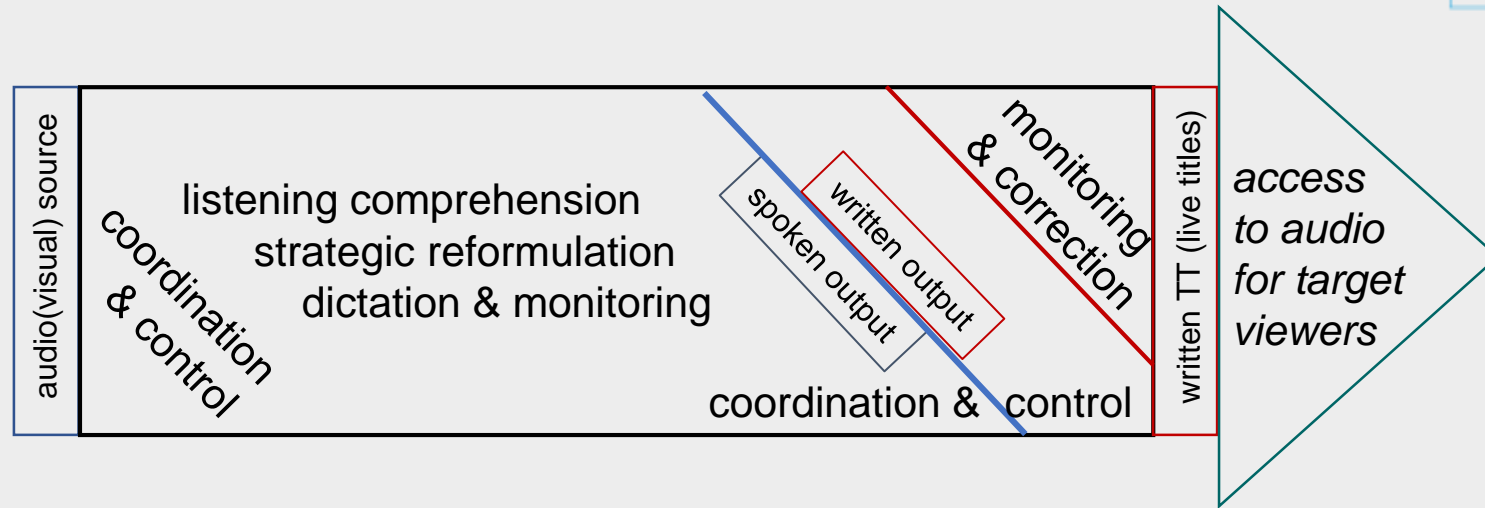 audio(visual) source
coordination
& control
listening comprehension
strategic reformulation
dictation & monitoring
spoken output
written output
coordination & control
monitoring
& correction
written TT (live titles)
access
to audio
for target
viewers